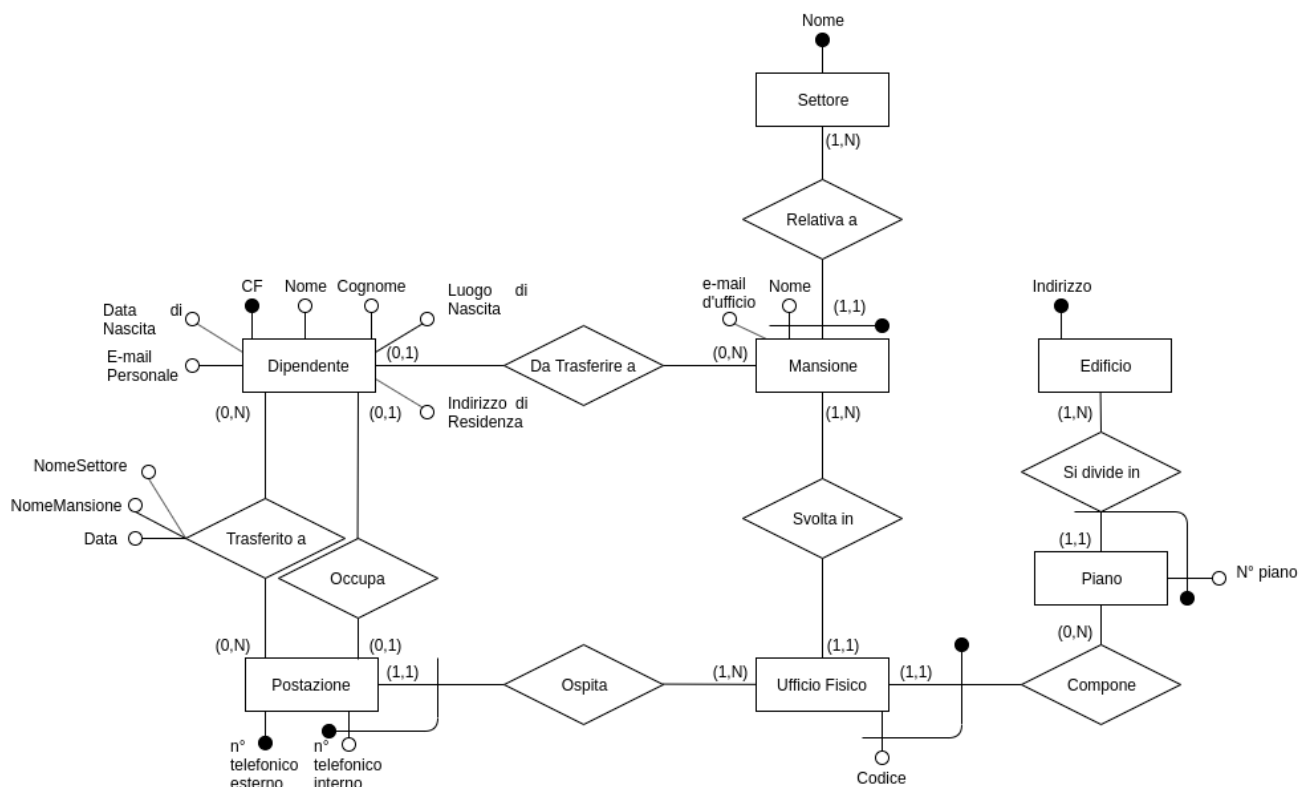 Nome
Settore
(1,N)
Relativa a
(1,1)
e-mail
d'ufficio
Nome
Mansione
(0,N)
(1,N)
CF
Nome
Cognome
Luogo di
Nascita
Data di
Nascita
E-mail
Personale
Dipendente
(0,1)
Da Trasferire a
Indirizzo di
Residenza
(0,N)
(0,1)
Indirizzo
Edificio
(1,N)
Si divide in
(1,1)
Piano
N° piano
(0,N)
NomeSettore
NomeMansione
Data
Trasferito a
Occupa
Svolta in
(0,N)
(0,1)
Postazione
(1,1)
Ospita
(1,N)
(1,1)
Ufficio Fisico
(1,1)
Compone
n°
telefonico
esterno
n°
telefonico
interno
Codice